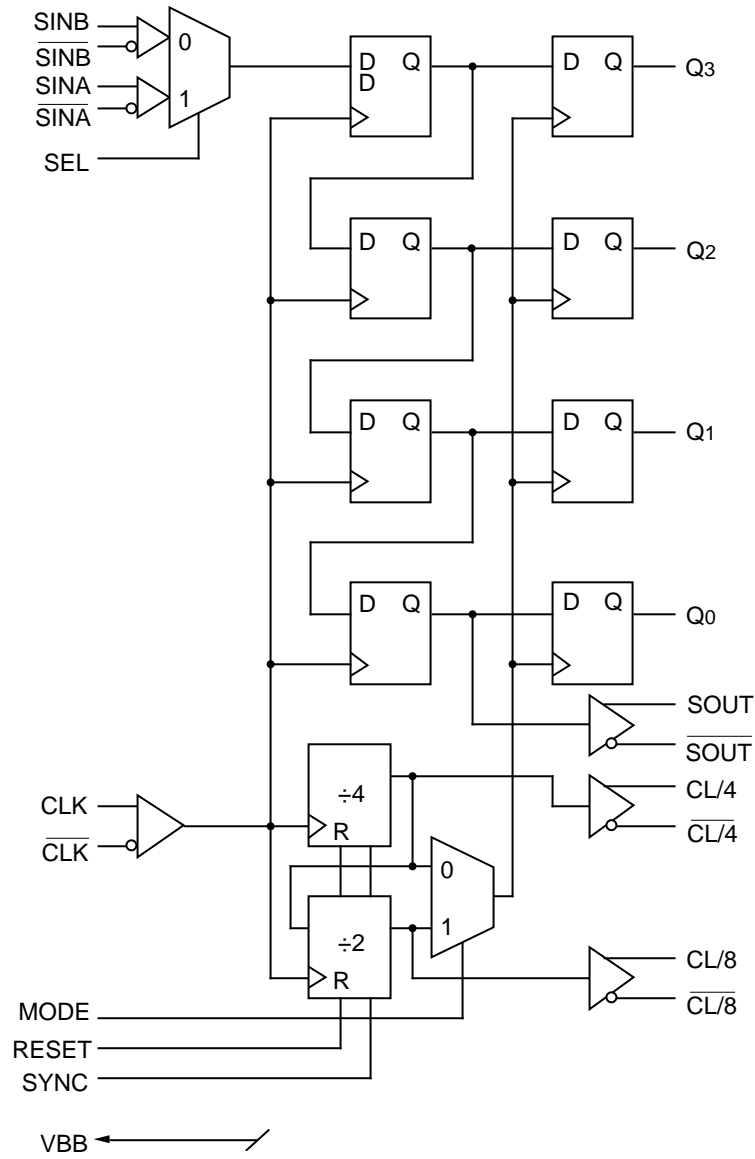 SINB
SINB
SINA
SINA
SEL
0
1
D Q
D
D Q
Q3
D Q
D Q
Q2
D Q
D Q
Q1
D Q
D Q
Q0
SOUT
SOUT
CL/4
CL/4
CLK
CLK
÷4
R
0
1
÷2
R
CL/8
CL/8
MODE
RESET
SYNC
VBB